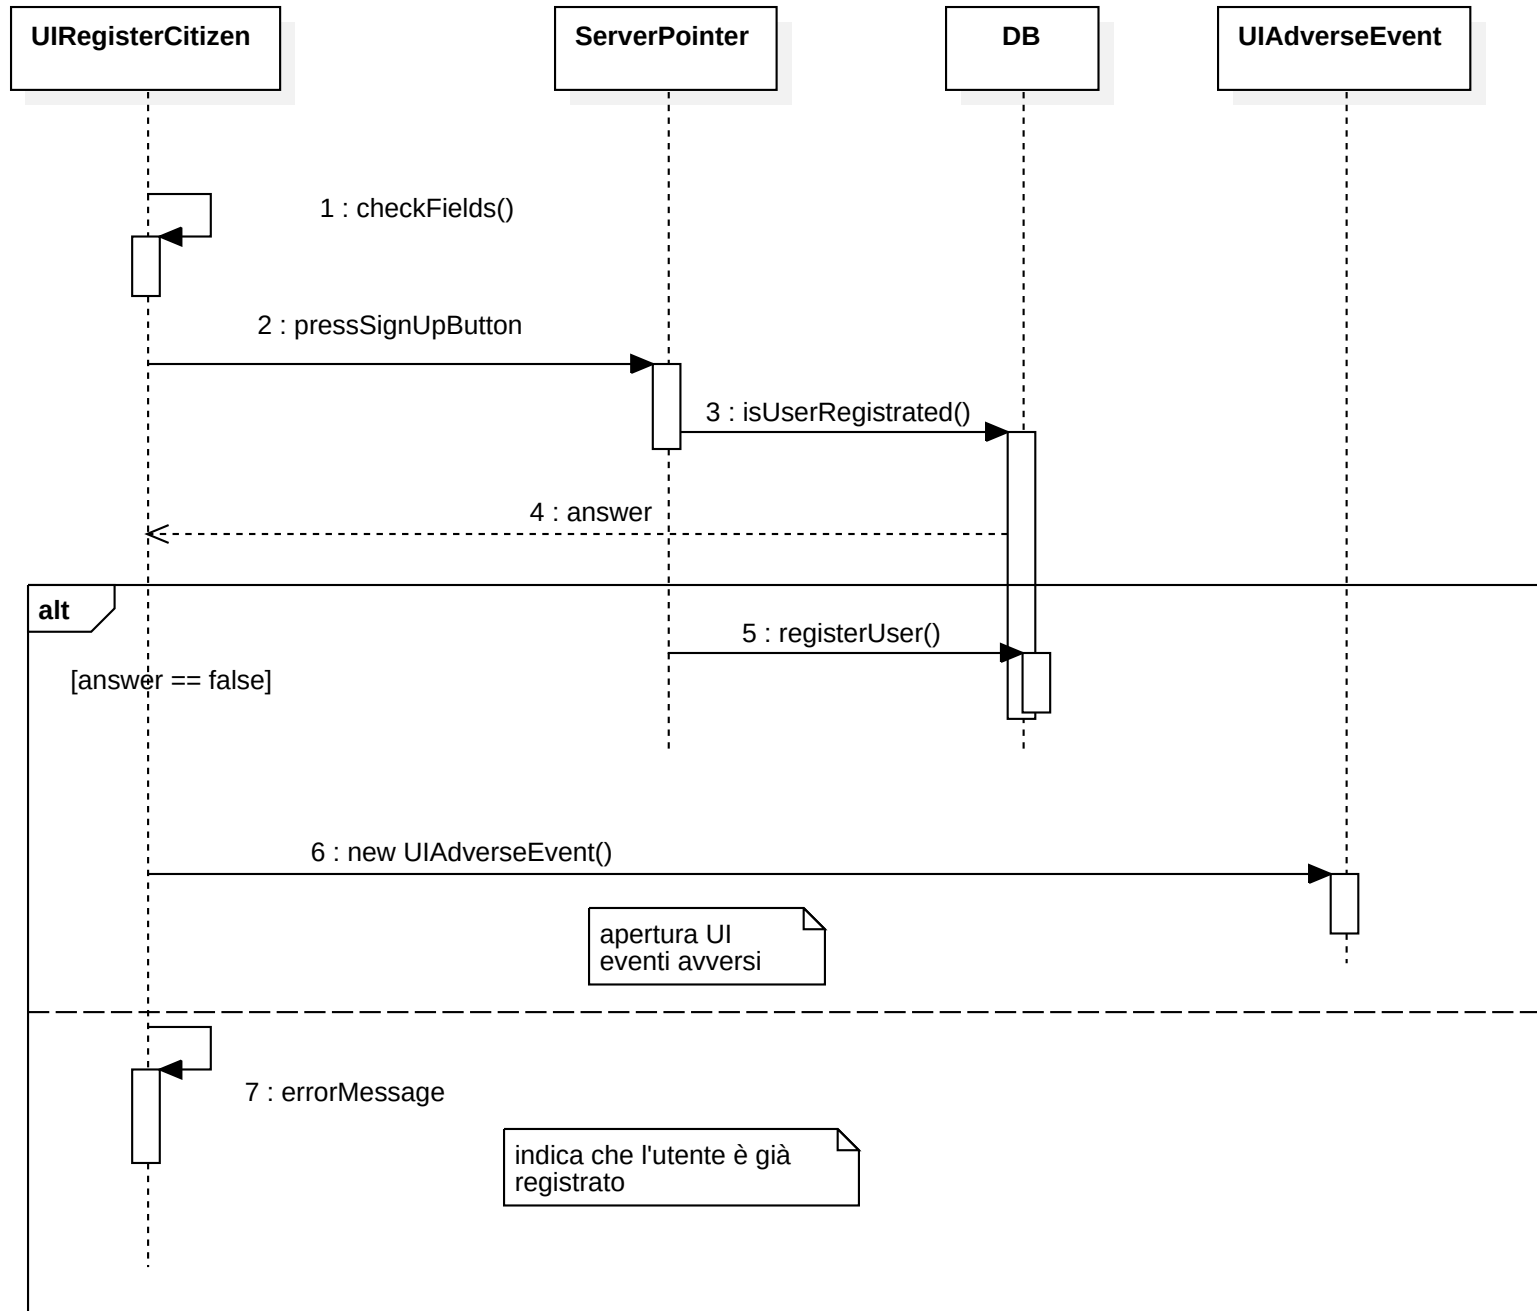 UIRegisterCitizen
ServerPointer
DB
UIAdverseEvent
1 : checkFields()
2 : pressSignUpButton
3 : isUserRegistrated()
4 : answer
alt
5 : registerUser()
[answer == false]
6 : new UIAdverseEvent()
apertura UI
eventi avversi
7 : errorMessage
indica che l'utente è già
registrato